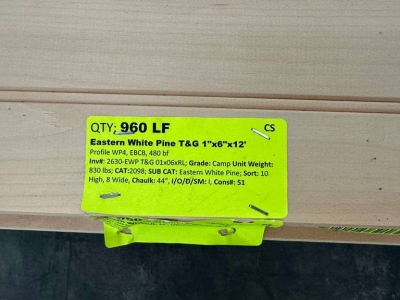 QTY; 960 LF CS
Eastern White Pine T&G 1"x6"x12'
Profile WP4, EBCB, 480 bf
Inv#: 2630-EWP T&G 01x06xRL; Grade: Camp Unit Weight:
830 lbs; CAT:2098; SUB CAT: Eastern White Pine; Sort: 10
High, 8 Wide, Chaulk: 44", I/O/D/SM: I, Cons#: 51